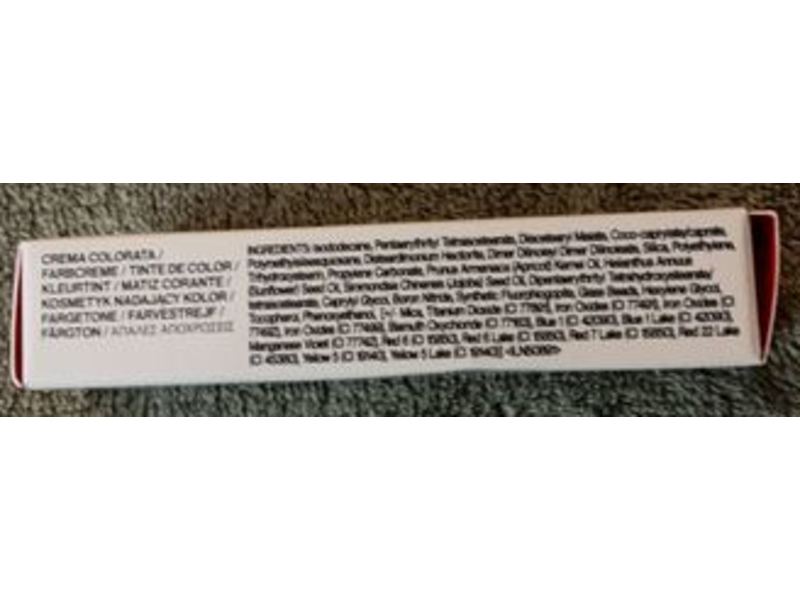 CREMA COLORATA /
FARBCREME / TINTE DE COLOR /
KLEURTINT / MATIZ CORANTE /
KOSMETYK NADAJĄCY KOLOR /
FARGETONE / FARVESTREJF /
FÄRGTON / ΑΠΑΛΕΣ ΑΠΟΧΡΩΣΕΙΣ
INGREDIENTS: Isododecane, Pentaerythrityl Tetraisostearate, Diisostearyl Malate, Coco-caprylate/caprate,
Polymethylsilsesquioxane, Disteardimonium Hectorite, Dimer Dilinoleyl Dimer Dilinoleate, Silica, Polyethylene,
Trihydroxystearin, Propylene Carbonate, Prunus Armeniaca (Apricot) Kernel Oil, Helianthus Annuus
(Sunflower) Seed Oil, Simmondsia Chinensis (Jojoba) Seed Oil, Dipentaerythrityl Tetrahydroxystearate/
tetraisostearate, Caprylyl Glycol, Boron Nitride, Synthetic Fluorphlogopite, Glass Beads, Hexylene Glycol,
Tocopherol, Phenoxyethanol, [+/- Mica, Titanium Dioxide (CI 77891), Iron Oxides (CI 77491), Iron Oxides (CI
77492), Iron Oxides (CI 77499), Bismuth Oxychloride (CI 77163), Blue 1 (CI 42090), Blue 1 Lake (CI 42090),
Manganese Violet (CI 77742), Red 6 (CI 15850), Red 6 Lake (CI 15850), Red 7 Lake (CI 15850), Red 22 Lake
(CI 45380), Yellow 5 (CI 19140), Yellow 5 Lake (CI 19140)]